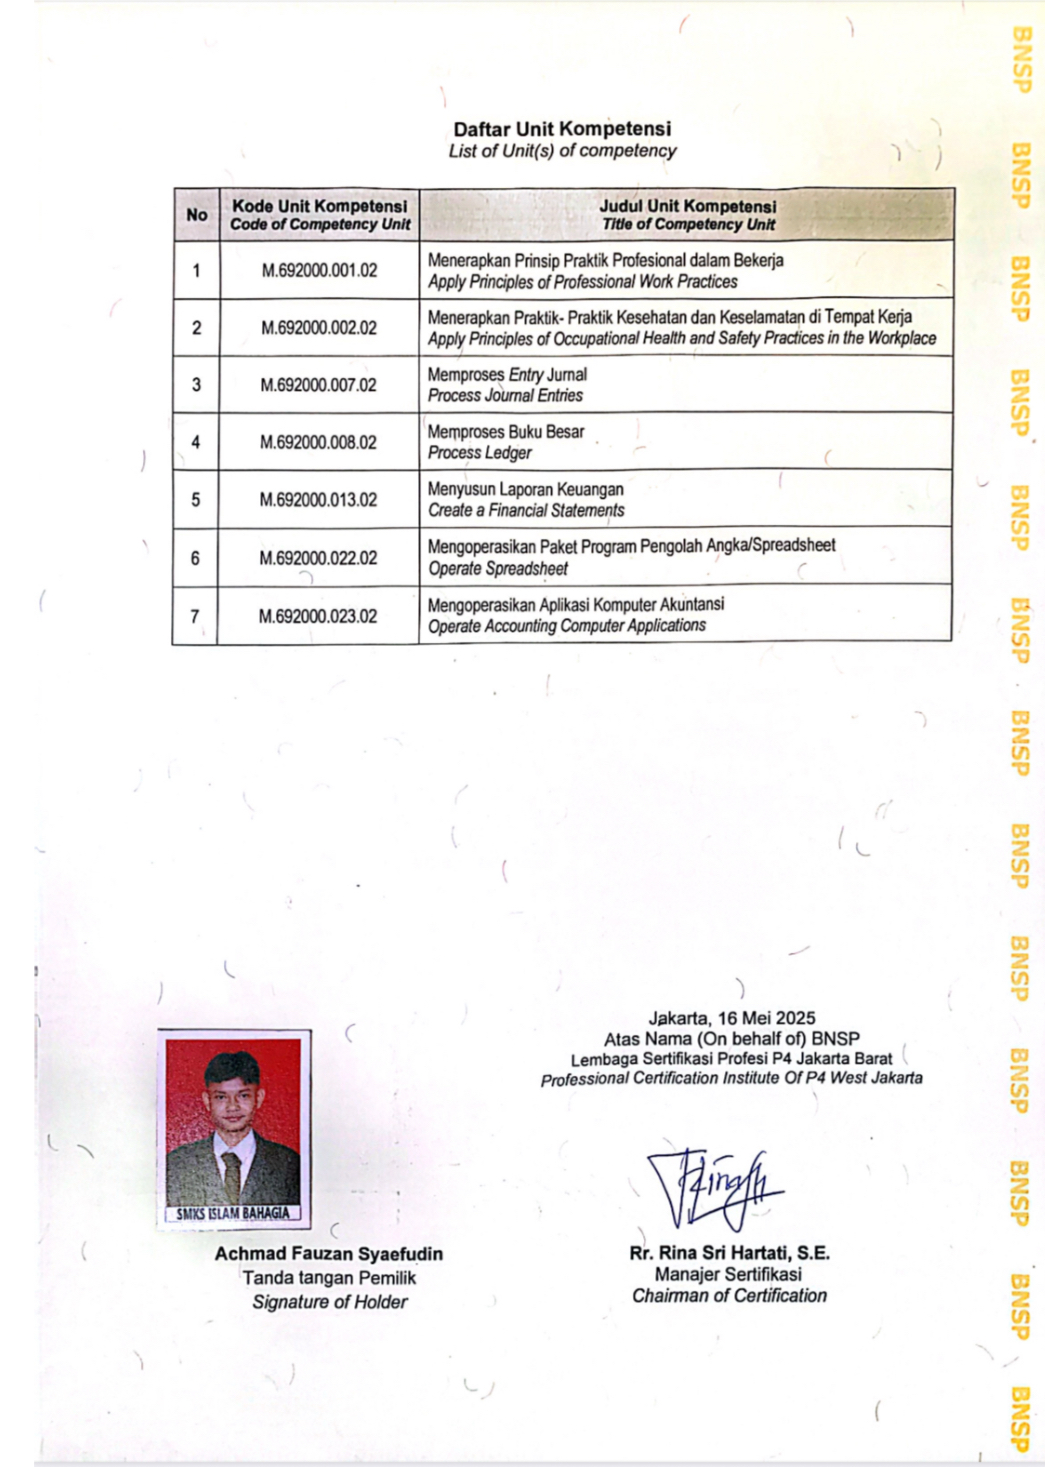 Daftar Unit Kompetensi
List of Unit(s) of competency
No
Kode Unit Kompetensi
Code of Competency Unit
Judul Unit Kompetensi
Title of Competency Unit
1
M.692000.001.02
Menerapkan Prinsip Praktik Profesional dalam Bekerja
Apply Principles of Professional Work Practices
2
M.692000.002.02
Menerapkan Praktik- Praktik Kesehatan dan Keselamatan di Tempat Kerja
Apply Principles of Occupational Health and Safety Practices in the Workplace
3
M.692000.007.02
Memproses Entry Jurnal
Process Journal Entries
4
M.692000.008.02
Memproses Buku Besar
Process Ledger
5
M.692000.013.02
Menyusun Laporan Keuangan
Create a Financial Statements
6
M.692000.022.02
Mengoperasikan Paket Program Pengolah Angka/Spreadsheet
Operate Spreadsheet
7
M.692000.023.02
Mengoperasikan Aplikasi Komputer Akuntansi
Operate Accounting Computer Applications
Jakarta, 16 Mei 2025
Atas Nama (On behalf of) BNSP
Lembaga Sertifikasi Profesi P4 Jakarta Barat
Professional Certification Institute Of P4 West Jakarta
SMKS ISLAM BAHAGIA
Achmad Fauzan Syaefudin
Tanda tangan Pemilik
Signature of Holder
Rr. Rina Sri Hartati, S.E.
Manajer Sertifikasi
Chairman of Certification
BNSP
BNSP
BNSP
BNSP
BNSP
BNSP
BNSP
BNSP
BNSP
BNSP
BNSP
BNSP
BNSP